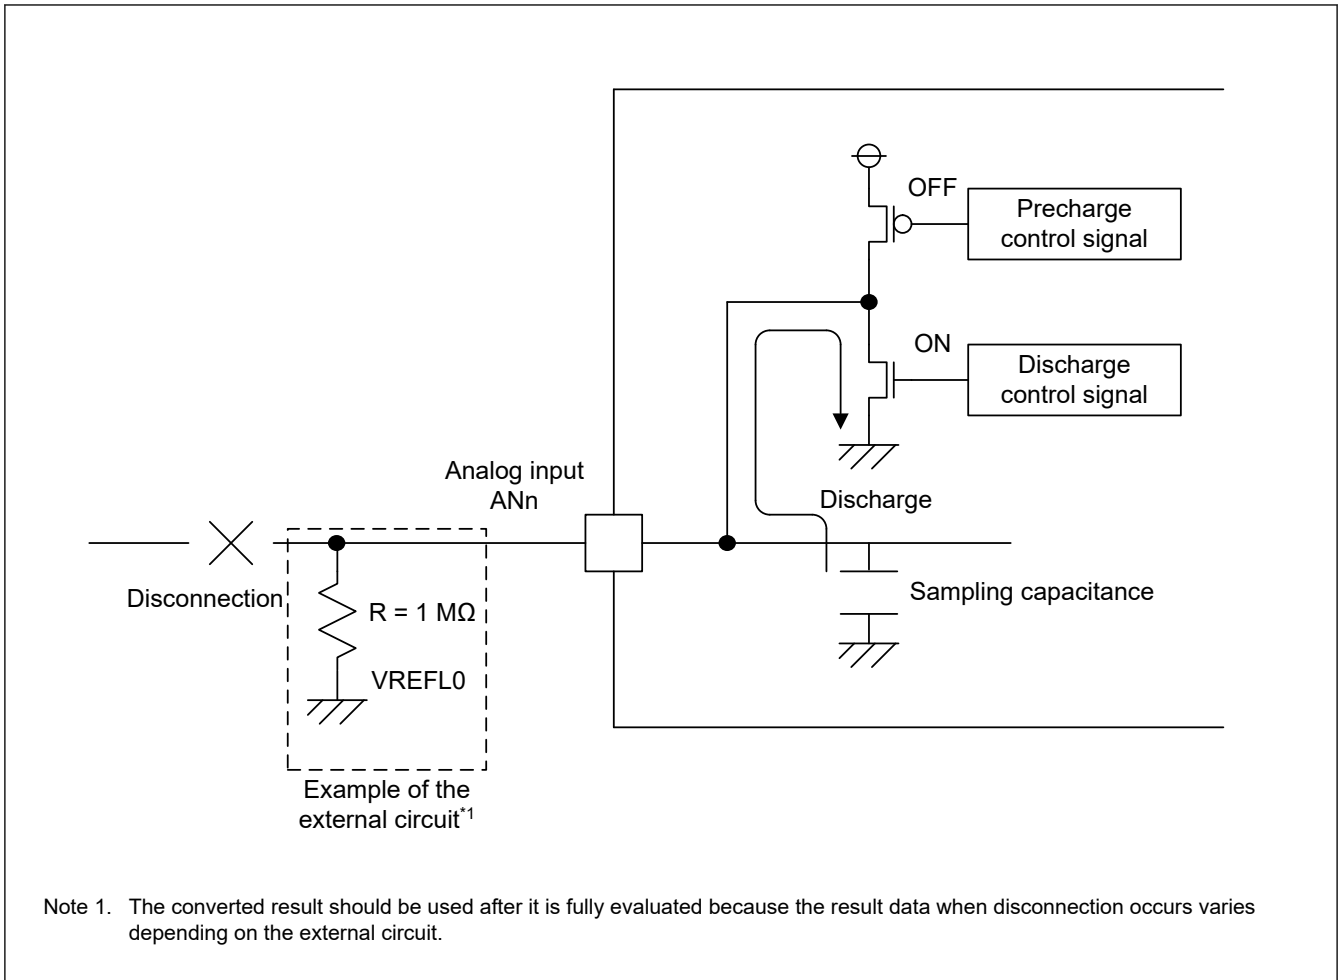 OFF
Precharge
control signal
ON
Discharge
control signal
Analog input
ANn
Discharge
Disconnection
Sampling capacitance
R = 1 MΩ
VREFL0
Example of the
external circuit*1
Note 1. The converted result should be used after it is fully evaluated because the result data when disconnection occurs varies
depending on the external circuit.